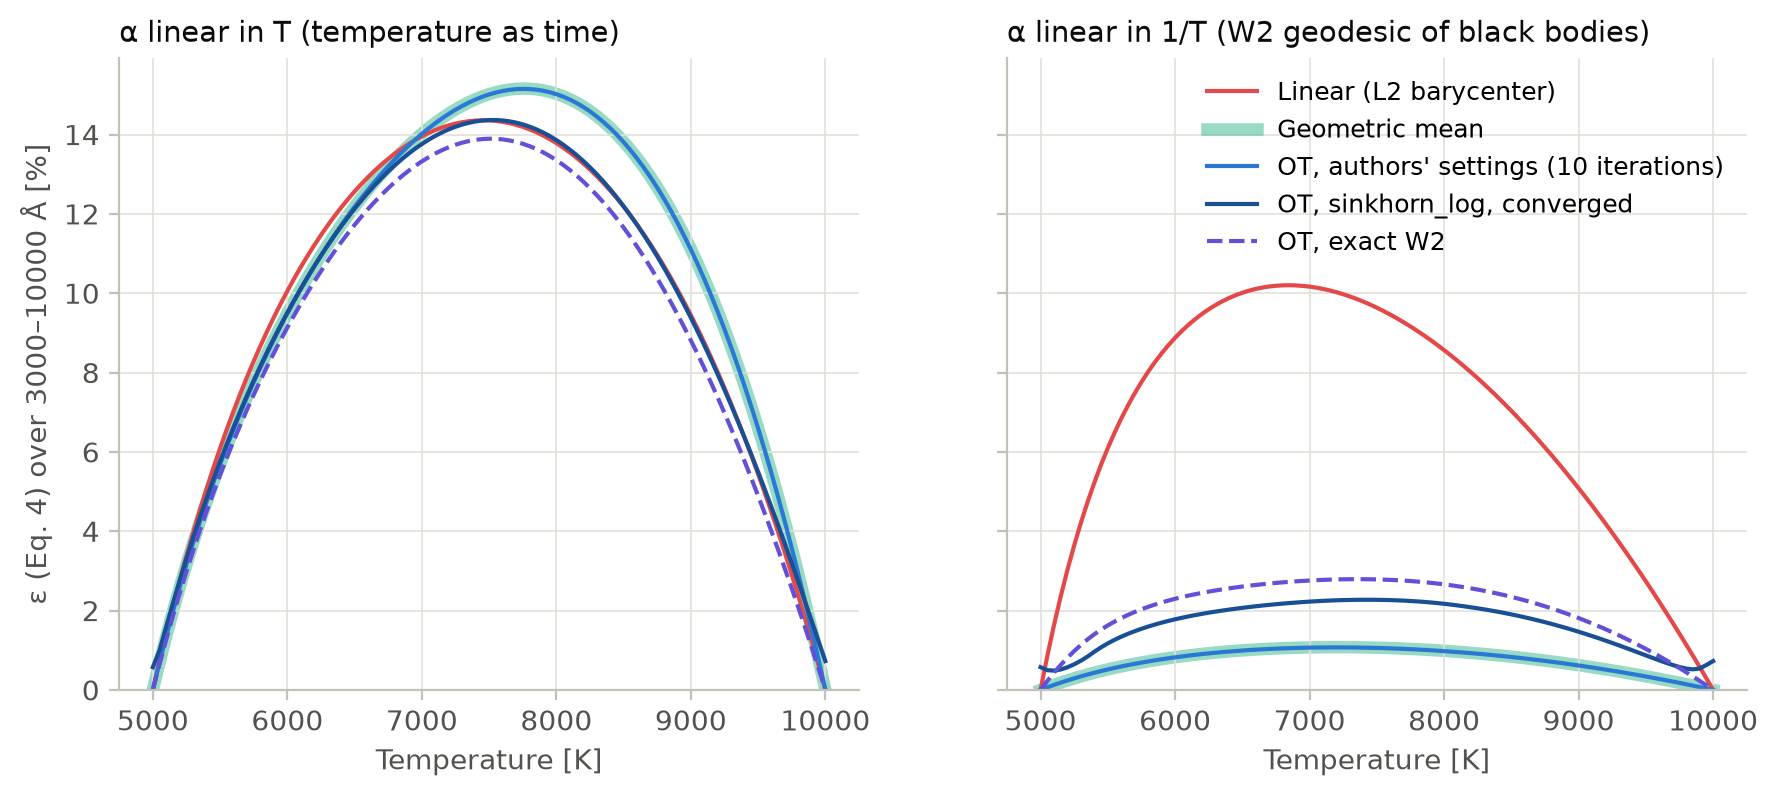 α linear in T (temperature as time)
ε (Eq. 4) over 3000–10000 Å [%]
14
12
10
8
6
4
2
0
5000 6000 7000 8000 9000 10000
Temperature [K]
α linear in 1/T (W2 geodesic of black bodies)
Linear (L2 barycenter)
Geometric mean
OT, authors' settings (10 iterations)
OT, sinkhorn_log, converged
OT, exact W2
5000 6000 7000 8000 9000 10000
Temperature [K]